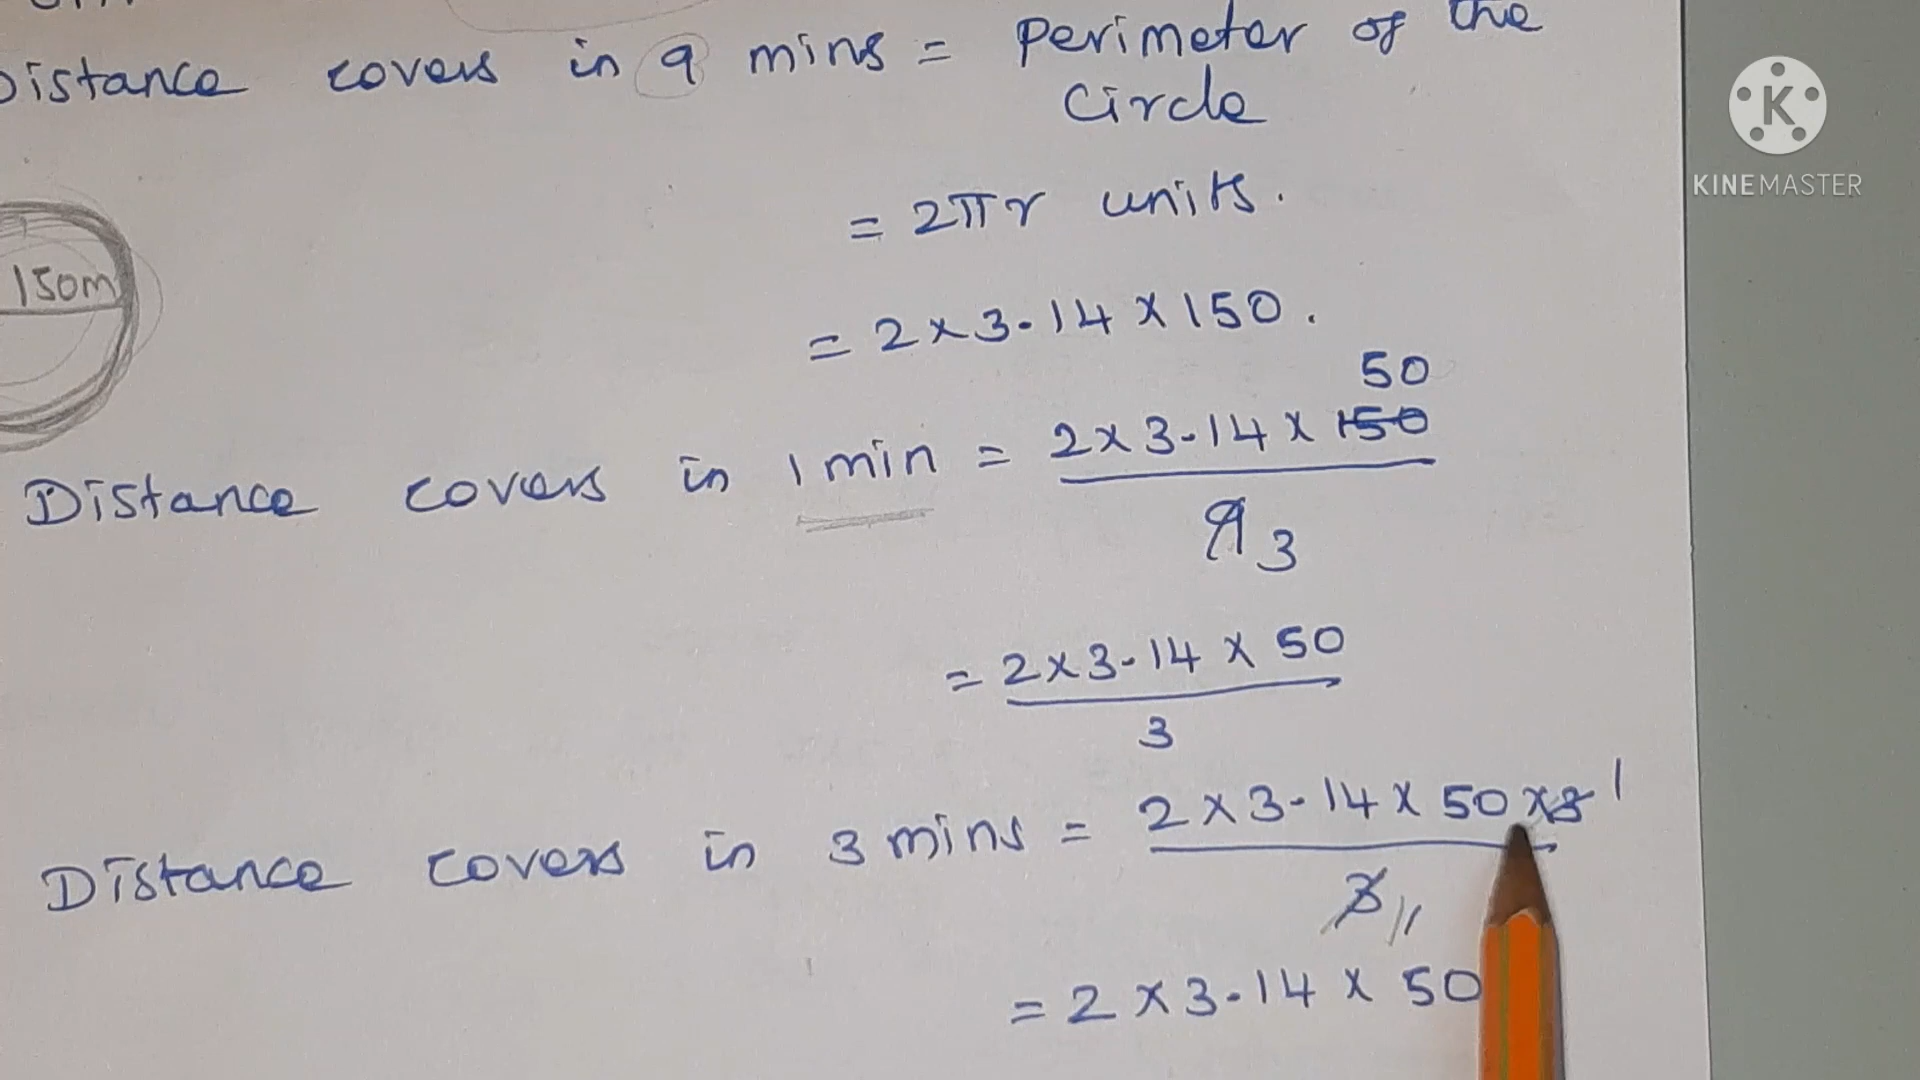 Distance covers in 9 mins = Perimeter of the
Circle
= 2πr units.
150m
= 2 x 3.14 x 150.
50
Distance covers in 1 min = 2 x 3.14 x 150
9 3
= 2 x 3.14 x 50
3
Distance covers in 3 mins = 2 x 3.14 x 50 x 3 1
3 1
= 2 x 3.14 x 50
K
KINEMASTER